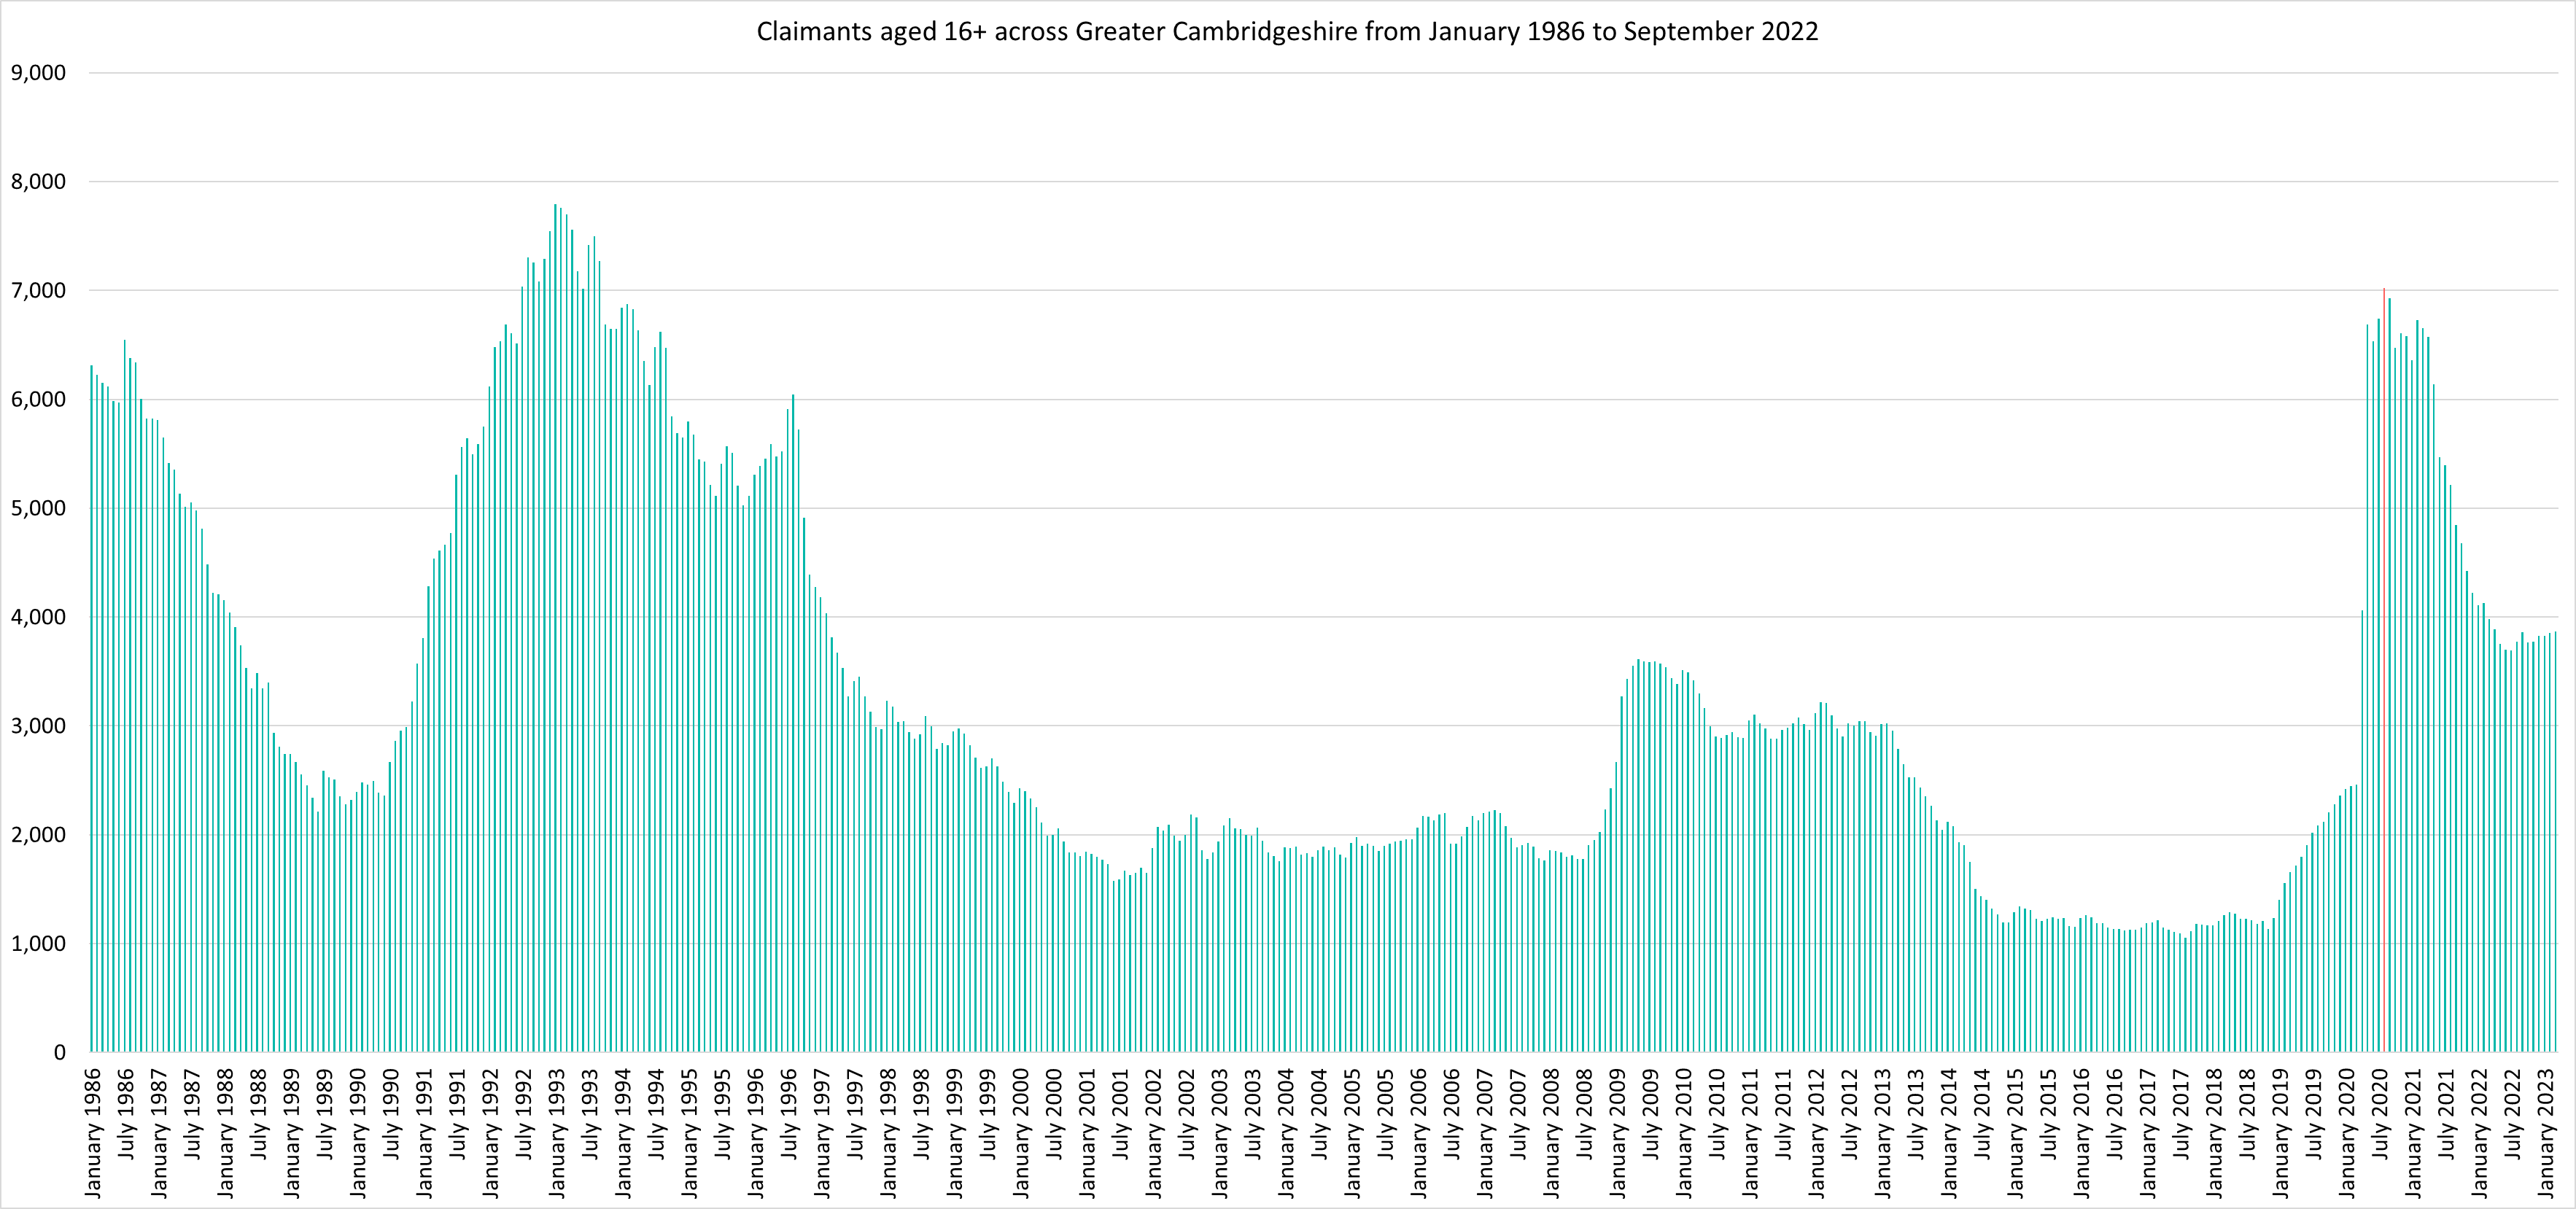 Claimants aged 16+ across Greater Cambridgeshire from January 1986 to September 2022
9,000
8,000
7,000
6,000
5,000
4,000
3,000
2,000
1,000
0
January 1986
July 1986
January 1987
July 1987
January 1988
July 1988
January 1989
July 1989
January 1990
July 1990
January 1991
July 1991
January 1992
July 1992
January 1993
July 1993
January 1994
July 1994
January 1995
July 1995
January 1996
July 1996
January 1997
July 1997
January 1998
July 1998
January 1999
July 1999
January 2000
July 2000
January 2001
July 2001
January 2002
July 2002
January 2003
July 2003
January 2004
July 2004
January 2005
July 2005
January 2006
July 2006
January 2007
July 2007
January 2008
July 2008
January 2009
July 2009
January 2010
July 2010
January 2011
July 2011
January 2012
July 2012
January 2013
July 2013
January 2014
July 2014
January 2015
July 2015
January 2016
July 2016
January 2017
July 2017
January 2018
July 2018
January 2019
July 2019
January 2020
July 2020
January 2021
July 2021
January 2022
July 2022
January 2023